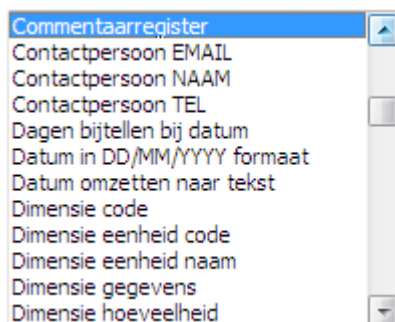 Commentaarregister
Contactpersoon EMAIL
Contactpersoon NAAM
Contactpersoon TEL
Dagen bijtellen bij datum
Datum in DD/MM/YYYY formaat
Datum omzetten naar tekst
Dimensie code
Dimensie eenheid code
Dimensie eenheid naam
Dimensie gegevens
Dimensie hoeveelheid